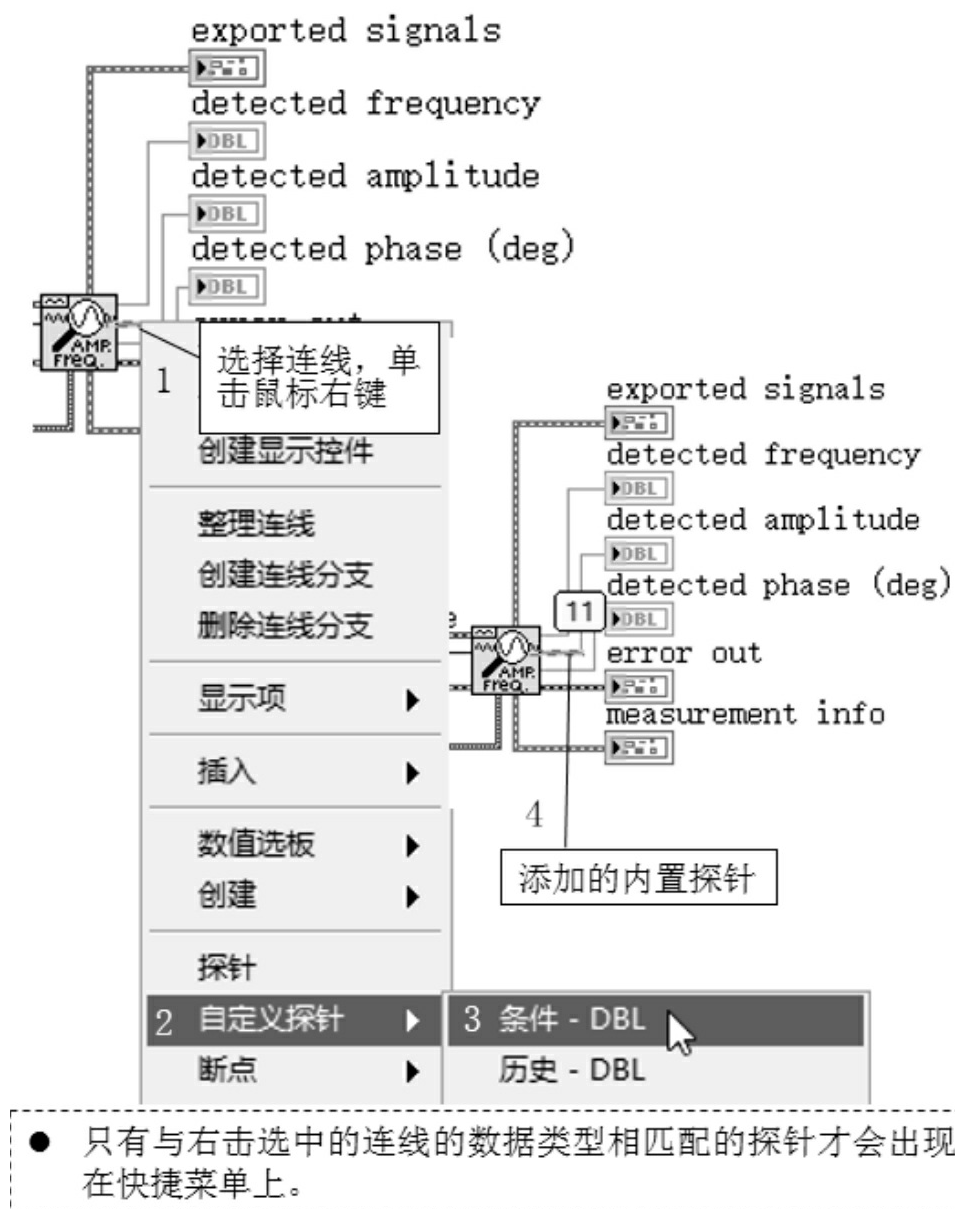 exported signals
detected frequency
DBL
detected amplitude
DBL
detected phase (deg)
DBL
AMP.
Freq.
1
选择连线，单
击鼠标右键
创建显示控件
整理连线
创建连线分支
删除连线分支
显示项
插入
数值选板
创建
探针
2 自定义探针
断点
3 条件 - DBL
历史 - DBL
exported signals
detected frequency
DBL
detected amplitude
DBL
detected phase (deg)
11
DBL
error out
AMP.
Freq.
measurement info
4
添加的内置探针
● 只有与右击选中的连线的数据类型相匹配的探针才会出现
在快捷菜单上。